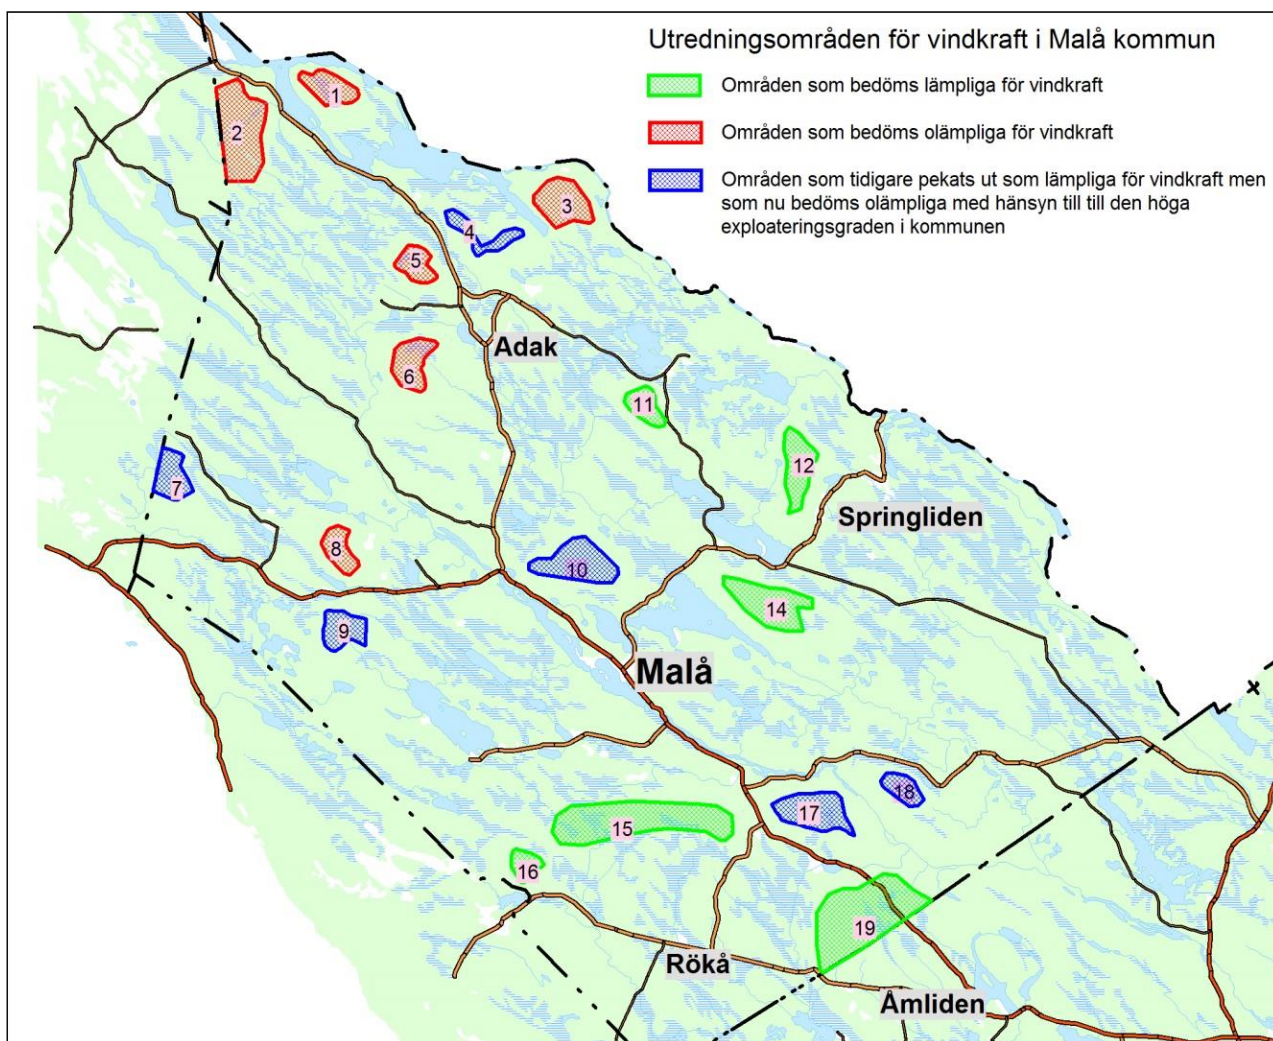 Utredningsområden för vindkraft i Malå kommun
Områden som bedöms lämpliga för vindkraft
Områden som bedöms olämpliga för vindkraft
Områden som tidigare pekats ut som lämpliga för vindkraft men
som nu bedöms olämpliga med hänsyn till till den höga
exploateringsgraden i kommunen
1
2
3
4
5
Adak
6
11
12
7
Springliden
8
10
14
9
Malå
18
17
15
16
19
Rökå
Åmliden